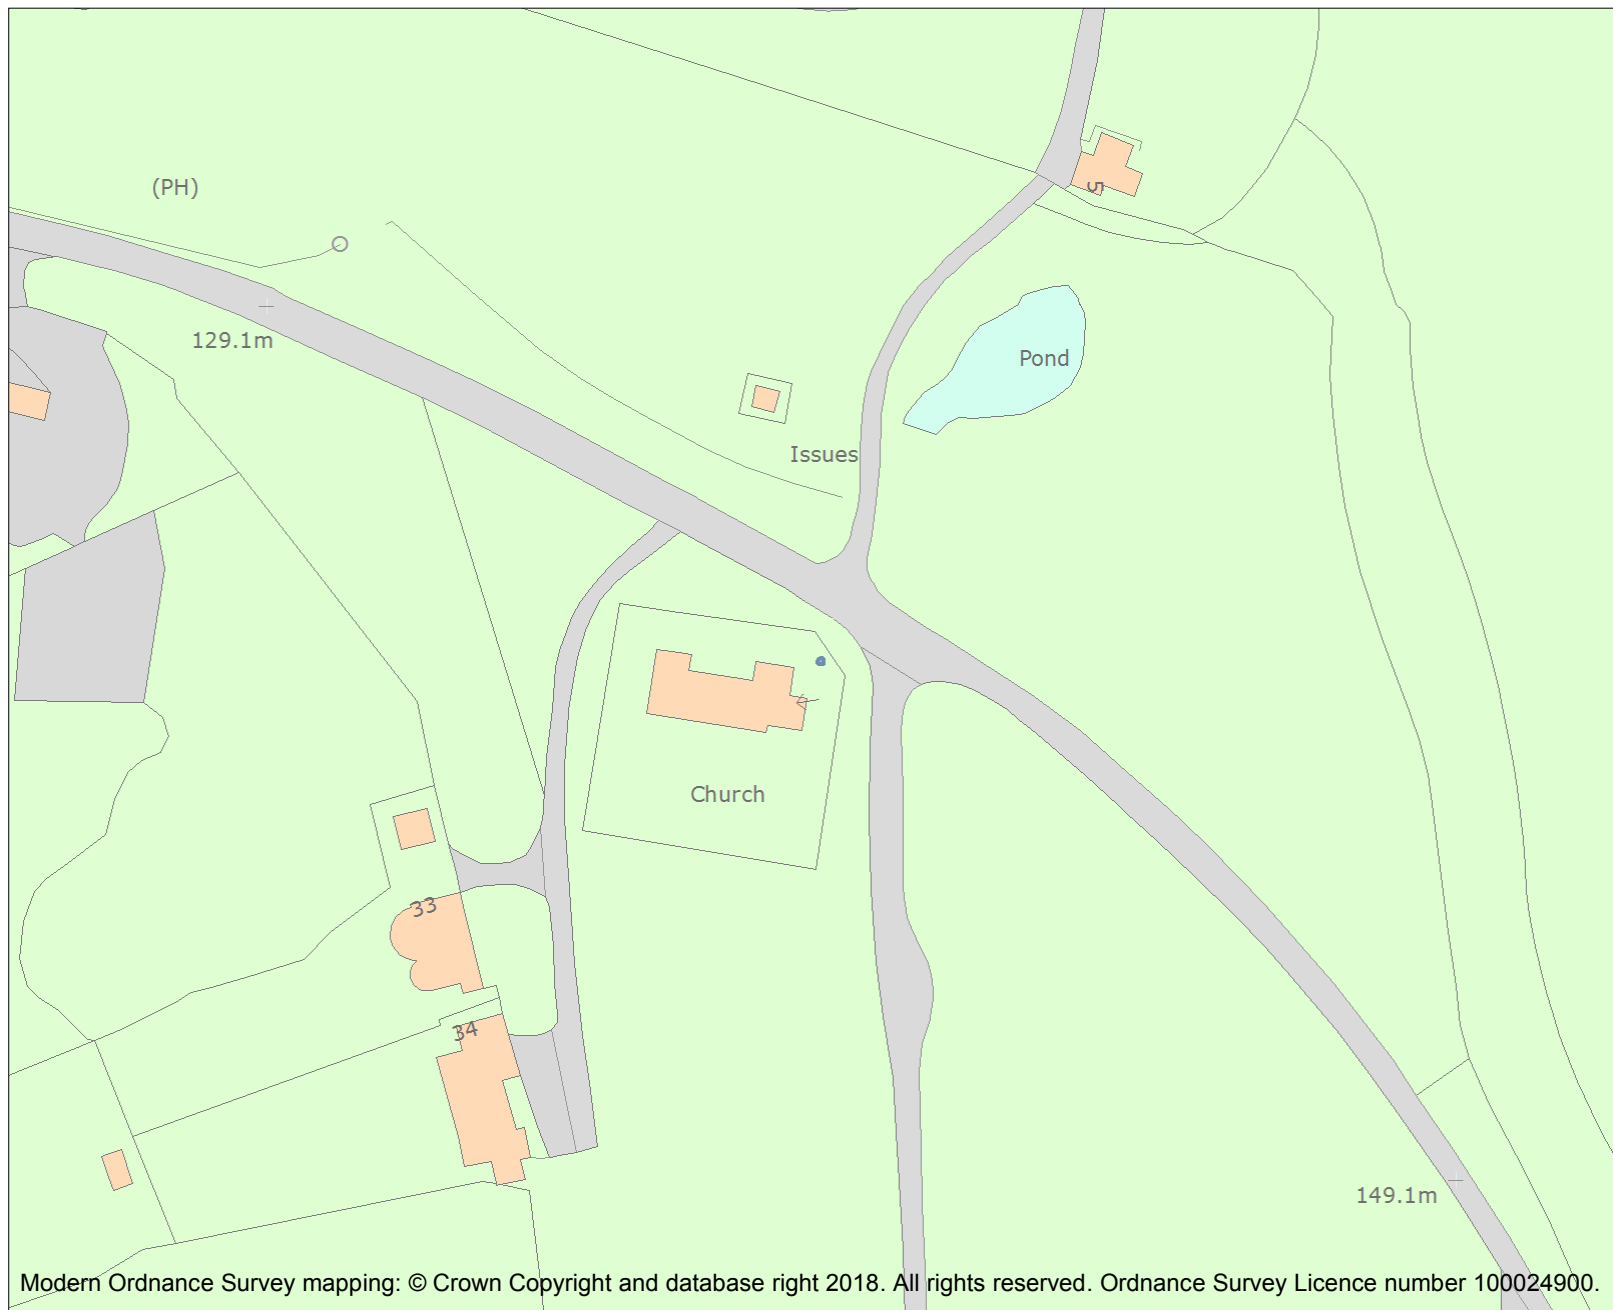 (PH)
5
129.1m
Pond
Issues
Church
33
34
149.1m
Modern Ordnance Survey mapping: © Crown Copyright and database right 2018. All rights reserved. Ordnance Survey Licence number 100024900.